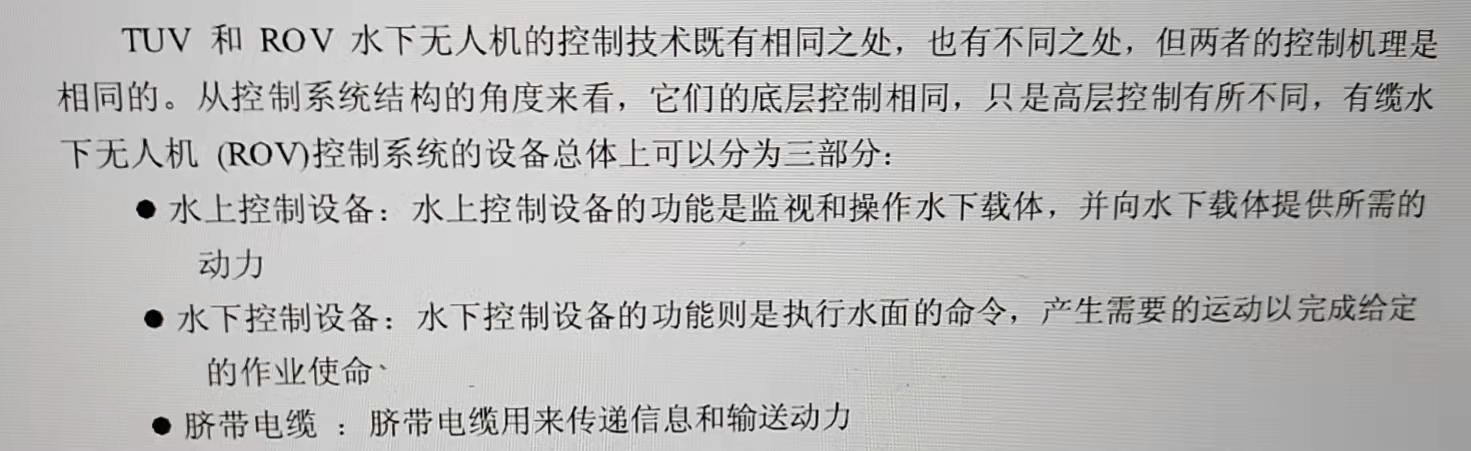 TUV 和 ROV 水下无人机的控制技术既有相同之处，也有不同之处，但两者的控制机理是
相同的。从控制系统结构的角度来看，它们的底层控制相同，只是高层控制有所不同，有缆水
下无人机 (ROV)控制系统的设备总体上可以分为三部分：
● 水上控制设备：水上控制设备的功能是监视和操作水下载体，并向水下载体提供所需的
动力
● 水下控制设备：水下控制设备的功能则是执行水面的命令，产生需要的运动以完成给定
的作业使命、
● 脐带电缆 ：脐带电缆用来传递信息和输送动力